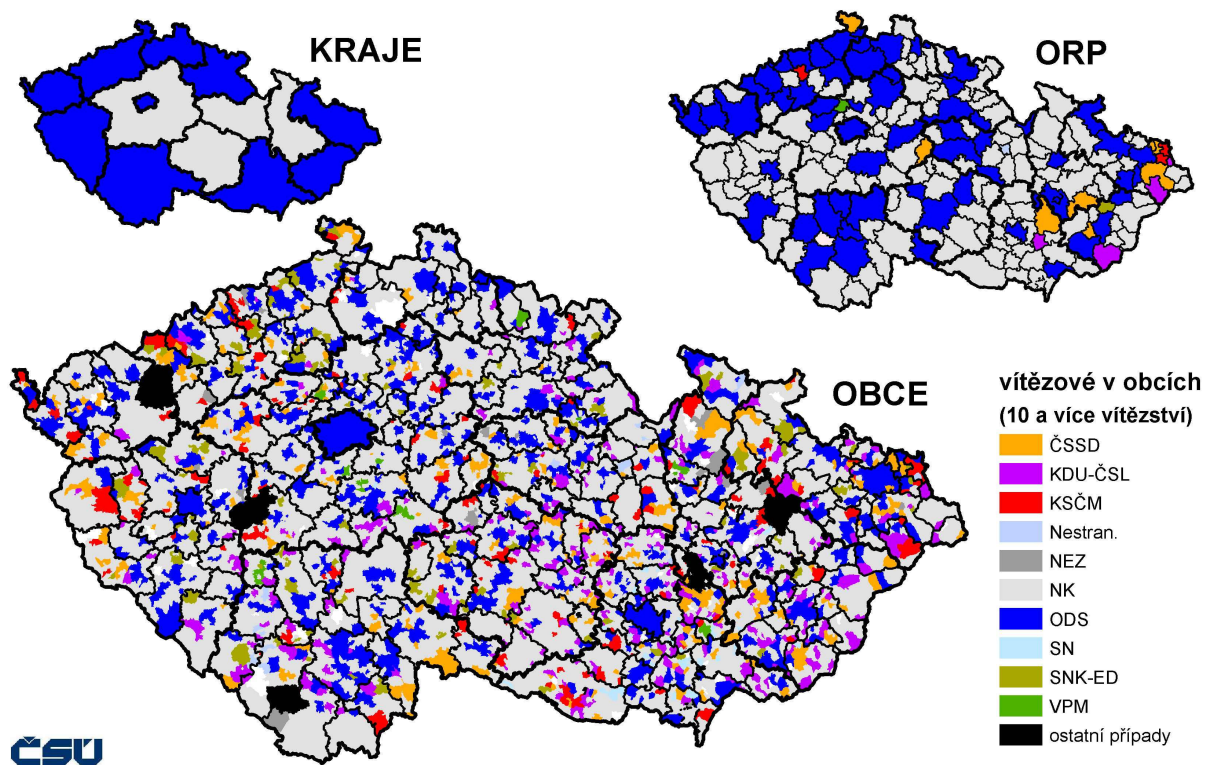 KRAJE
ORP
OBCE
vítězové v obcích
(10 a více vítězství)
ČSSD
KDU-ČSL
KSČM
Nestran.
NEZ
NK
ODS
SN
SNK-ED
VPM
ostatní případy
ČSÚ